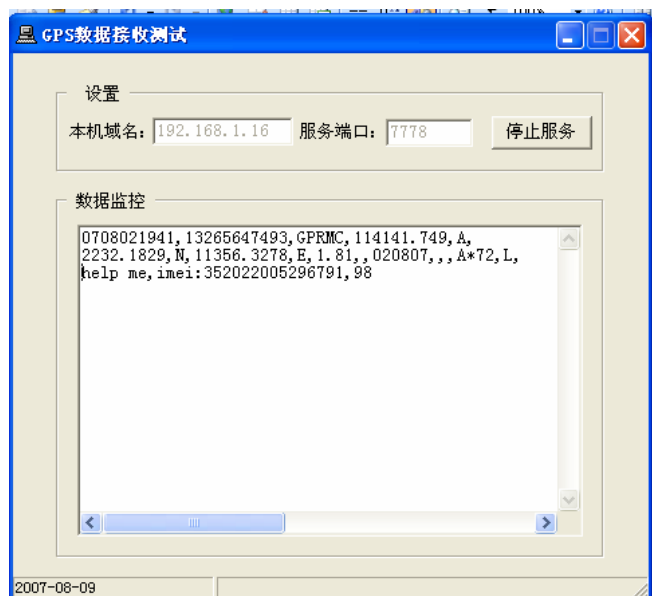 GPS数据接收测试
设置
本机域名: 192.168.1.16 服务端口: 7778 停止服务
数据监控
0708021941,13265647493,GPRMC,114141.749,A,
2232.1829,N,11356.3278,E,1.81,,020807,,,A*72,L,
help me,imei:352022005296791,98
2007-08-09